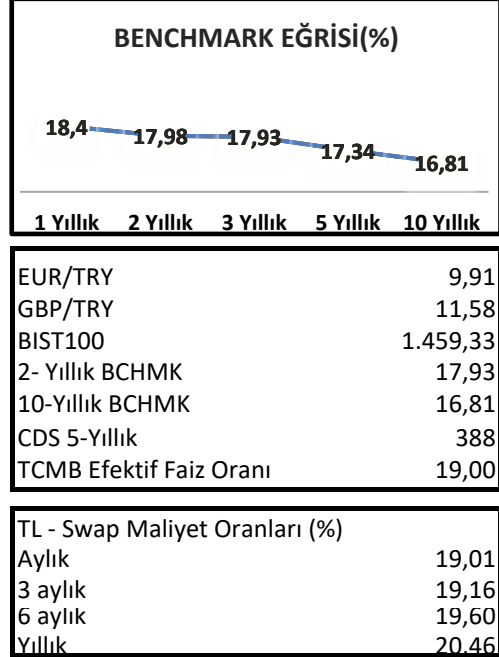 BENCHMARK EĞRİSİ(%)
18,4 17,98 17,93 17,34 16,81
1 Yıllık 2 Yıllık 3 Yıllık 5 Yıllık 10 Yıllık
EUR/TRY 9,91
GBP/TRY 11,58
BIST100 1.459,33
2- Yıllık BCHMK 17,93
10-Yıllık BCHMK 16,81
CDS 5-Yıllık 388
TCMB Efektif Faiz Oranı 19,00
TL - Swap Maliyet Oranları (%)
Aylık 19,01
3 aylık 19,16
6 aylık 19,60
Yıllık 20,46